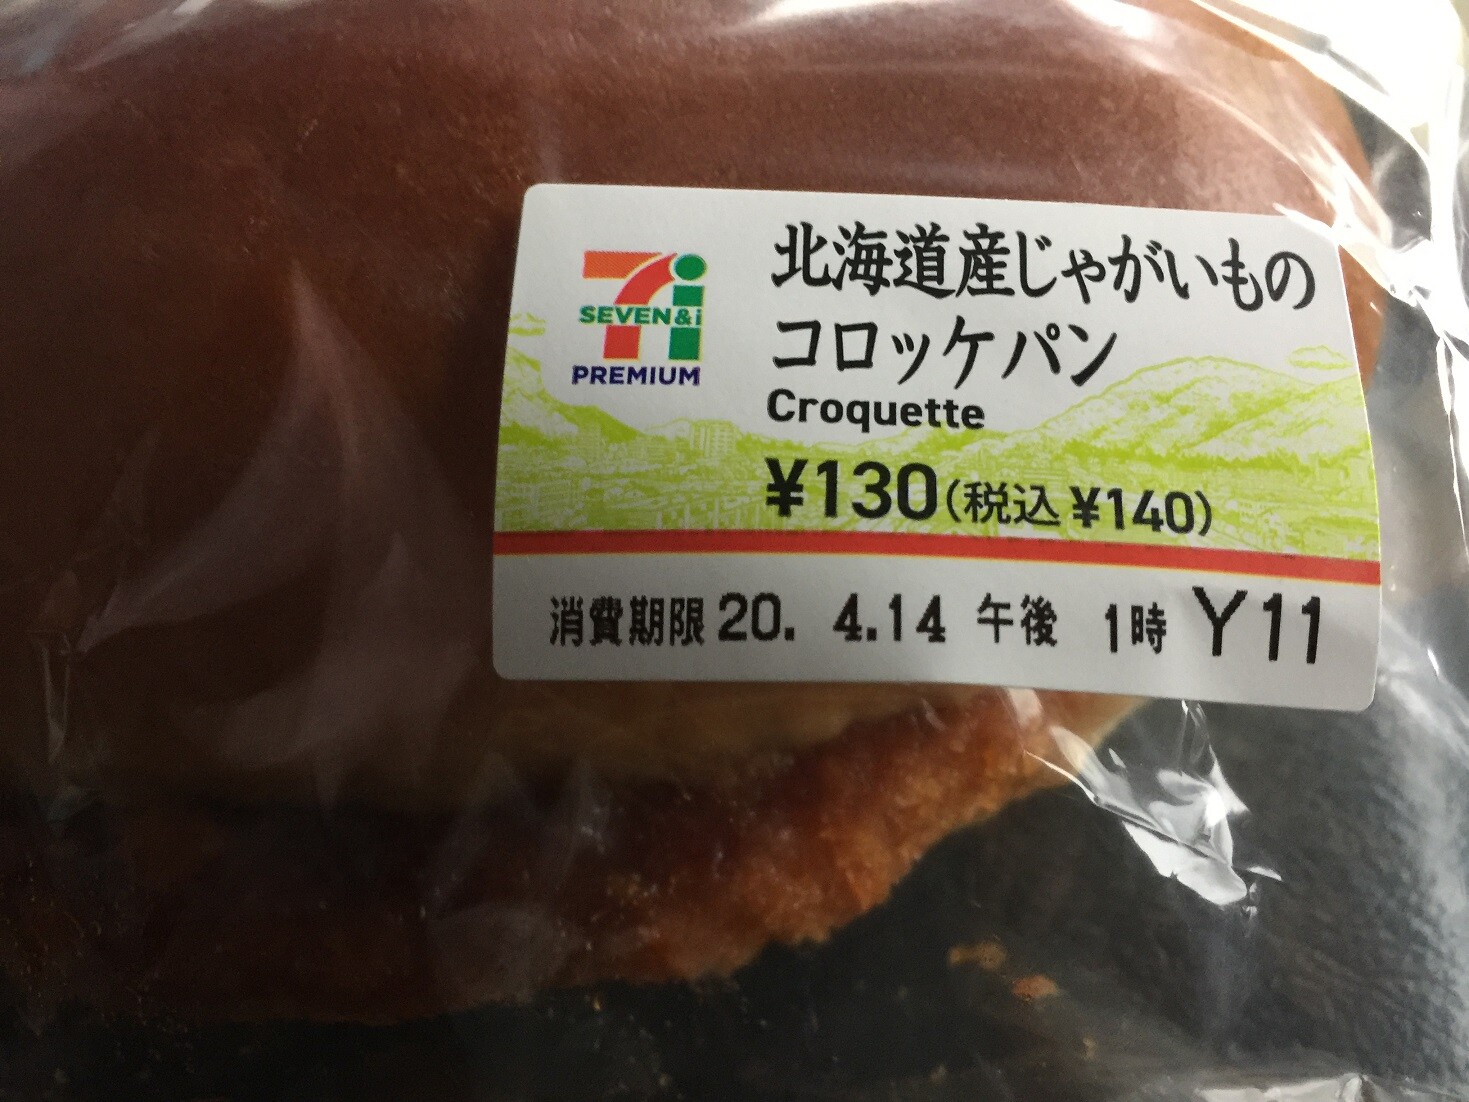 SEVEN&i
PREMIUM
北海道産じゃがいもの
コロッケパン
Croquette
¥130(税込 ¥140)
消費期限 20. 4.14 午後 1時 Y11